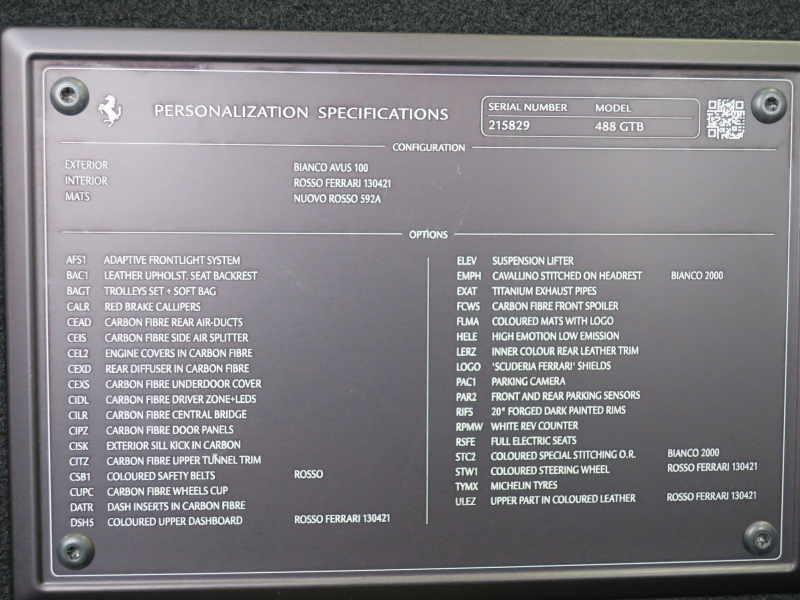 PERSONALIZATION SPECIFICATIONS
SERIAL NUMBER MODEL
215829 488 GTB
CONFIGURATION
EXTERIOR BIANCO AVUS 100
INTERIOR ROSSO FERRARI 130421
MATS NUOVO ROSSO 592A
OPTIONS
AFS1 ADAPTIVE FRONTLIGHT SYSTEM
BAC1 LEATHER UPHOLST. SEAT BACKREST
BAGT TROLLEYS SET + SOFT BAG
CALR RED BRAKE CALLIPERS
CEAD CARBON FIBRE REAR AIR-DUCTS
CEIS CARBON FIBRE SIDE AIR SPLITTER
CEL2 ENGINE COVERS IN CARBON FIBRE
CEXD REAR DIFFUSER IN CARBON FIBRE
CEXS CARBON FIBRE UNDERDOOR COVER
CIDL CARBON FIBRE DRIVER ZONE+LEDS
CILR CARBON FIBRE CENTRAL BRIDGE
CIPZ CARBON FIBRE DOOR PANELS
CISK EXTERIOR SILL KICK IN CARBON
CITZ CARBON FIBRE UPPER TUNNEL TRIM
CSB1 COLOURED SAFETY BELTS ROSSO
CUPC CARBON FIBRE WHEELS CUP
DATR DASH INSERTS IN CARBON FIBRE
DSH5 COLOURED UPPER DASHBOARD ROSSO FERRARI 130421
ELEV SUSPENSION LIFTER
EMPH CAVALLINO STITCHED ON HEADREST BIANCO 2000
EXAT TITANIUM EXHAUST PIPES
FCWS CARBON FIBRE FRONT SPOILER
FLMA COLOURED MATS WITH LOGO
HELE HIGH EMOTION LOW EMISSION
LERZ INNER COLOUR REAR LEATHER TRIM
LOGO 'SCUDERIA FERRARI' SHIELDS
PAC1 PARKING CAMERA
PAR2 FRONT AND REAR PARKING SENSORS
RIF5 20" FORGED DARK PAINTED RIMS
RPMW WHITE REV COUNTER
RSFE FULL ELECTRIC SEATS
STC2 COLOURED SPECIAL STITCHING O.R. BIANCO 2000
STW1 COLOURED STEERING WHEEL ROSSO FERRARI 130421
TYMX MICHELIN TYRES
ULEZ UPPER PART IN COLOURED LEATHER ROSSO FERRARI 130421